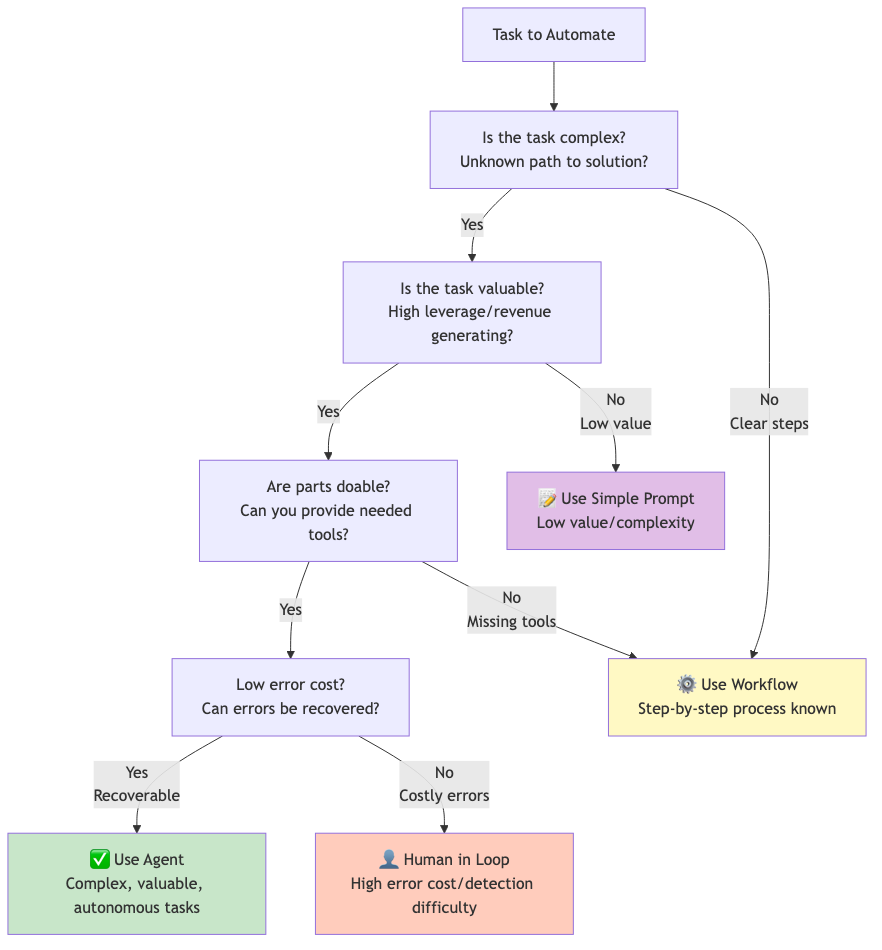 Task to Automate
Is the task complex?
Unknown path to solution?
Yes
Is the task valuable?
High leverage/revenue
generating?
No
Clear steps
Yes
No
Low value
Are parts doable?
Can you provide needed
tools?
📝 Use Simple Prompt
Low value/complexity
Yes
No
Missing tools
Low error cost?
Can errors be recovered?
⚙️ Use Workflow
Step-by-step process known
Yes
Recoverable
No
Costly errors
✅ Use Agent
Complex, valuable,
autonomous tasks
👤 Human in Loop
High error cost/detection
difficulty